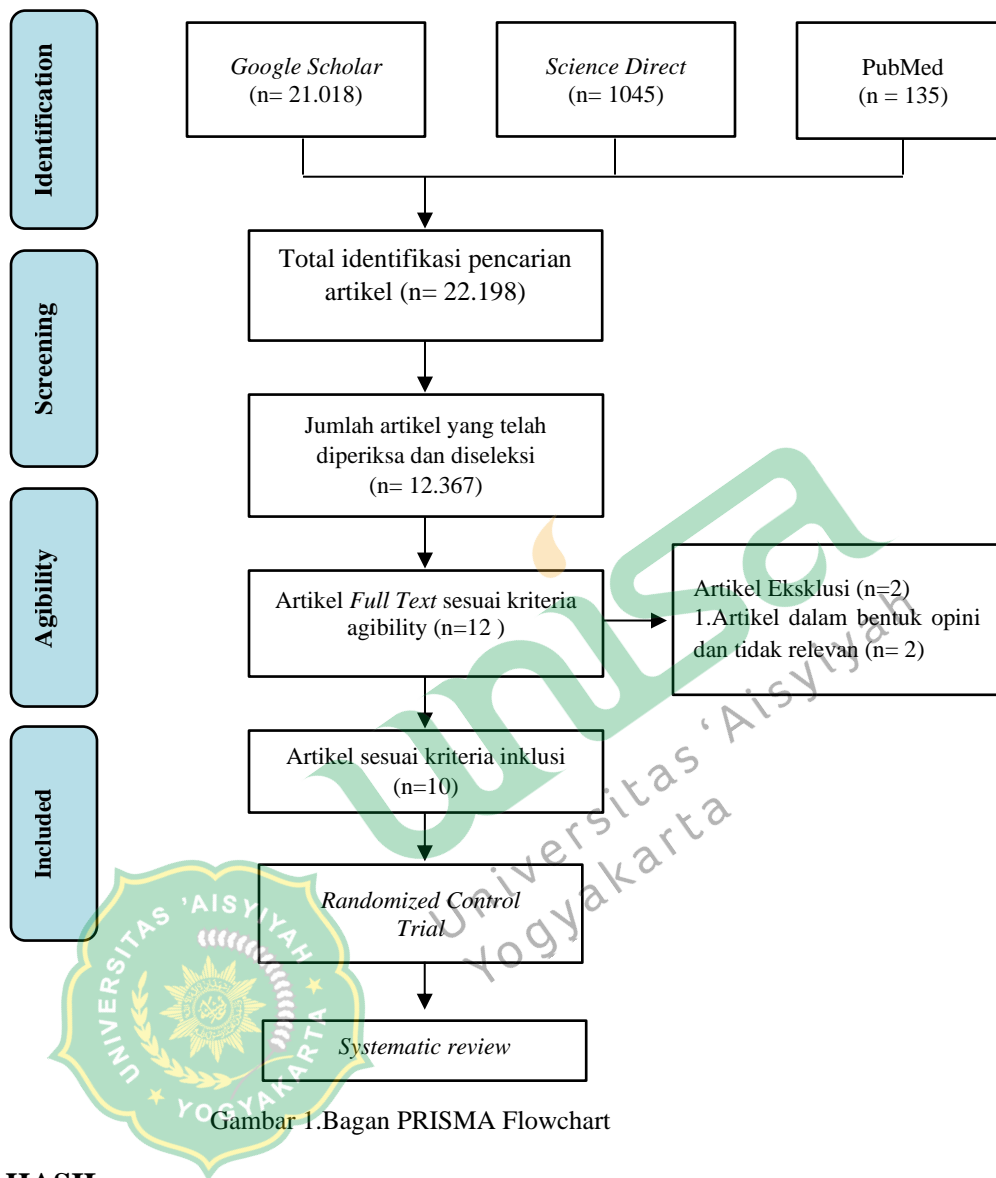 Identification
Google Scholar
(n= 21.018)
Science Direct
(n= 1045)
PubMed
(n = 135)
Total identifikasi pencarian
artikel (n= 22.198)
Screening
Jumlah artikel yang telah
diperiksa dan diseleksi
(n= 12.367)
Agibility
Artikel Full Text sesuai kriteria
agibility (n=12 )
Artikel Eksklusi (n=2)
1.Artikel dalam bentuk opini
dan tidak relevan (n= 2)
Included
Artikel sesuai kriteria inklusi
(n=10)
Randomized Control
Trial
Systematic review
unisa
Universitas 'Aisyiyah
Yogyakarta
UNIVERSITAS 'AISYIYAH
YOGYAKARTA
Gambar 1.Bagan PRISMA Flowchart